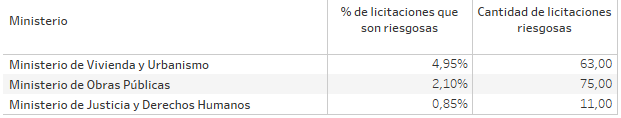 Ministerio % de licitaciones que Cantidad de licitaciones
son riesgosas riesgosas
Ministerio de Vivienda y Urbanismo 4,95% 63,00
Ministerio de Obras Públicas 2,10% 75,00
Ministerio de Justicia y Derechos Humanos 0,85% 11,00